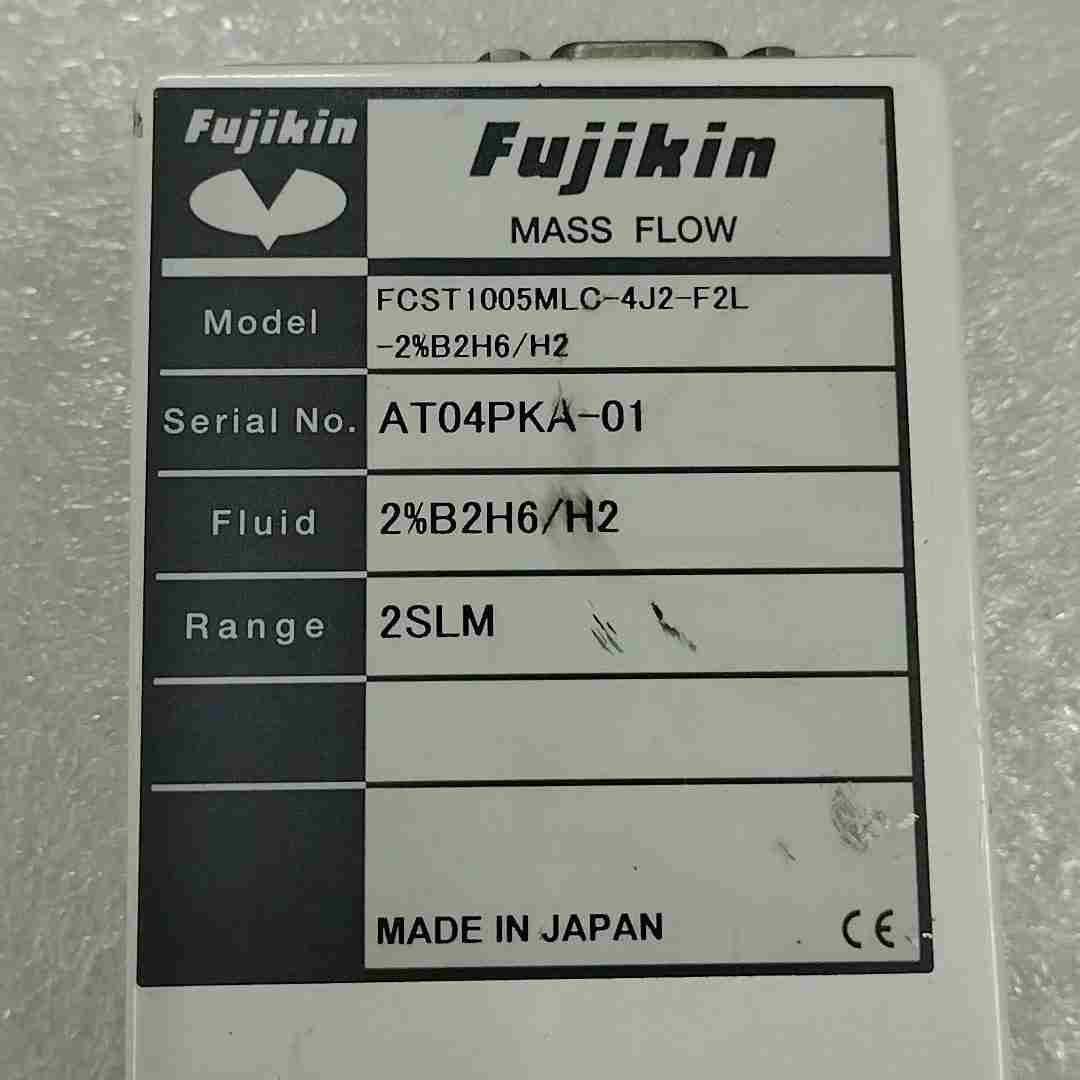 Fujikin
Fujikin
MASS FLOW
Model
FCST1005MLC-4J2-F2L
-2%B2H6/H2
Serial No.
AT04PKA-01
Fluid
2%B2H6/H2
Range
2SLM
MADE IN JAPAN
CE